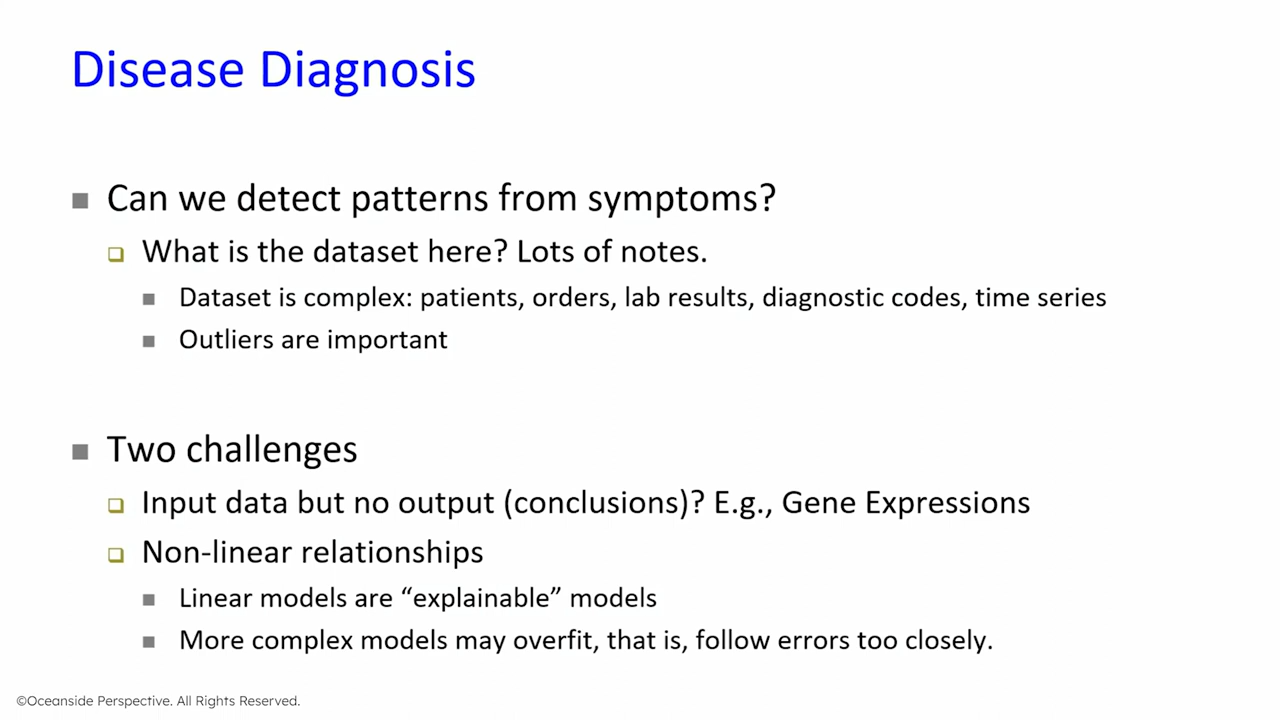 Disease Diagnosis
Can we detect patterns from symptoms?
What is the dataset here? Lots of notes.
Dataset is complex: patients, orders, lab results, diagnostic codes, time series
Outliers are important
Two challenges
Input data but no output (conclusions)? E.g., Gene Expressions
Non-linear relationships
Linear models are “explainable” models
More complex models may overfit, that is, follow errors too closely.
©Oceanside Perspective. All Rights Reserved.